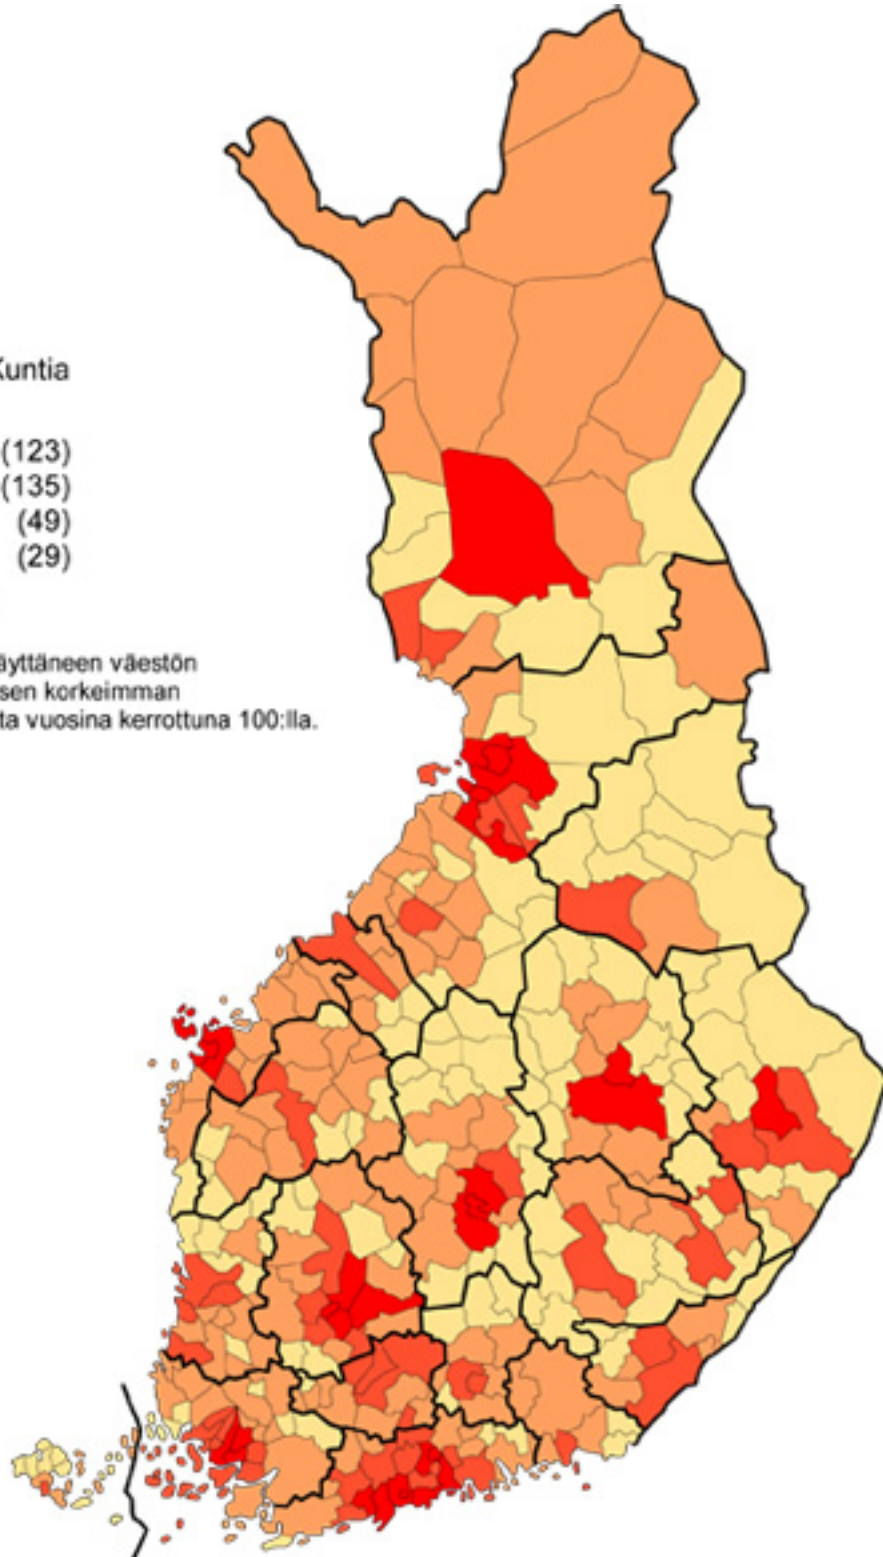 Kuntia
(123)
(135)
(49)
(29)
äyttäneen väestön
sen korkeimman
ta vuosina kerrottuna 100:lla.